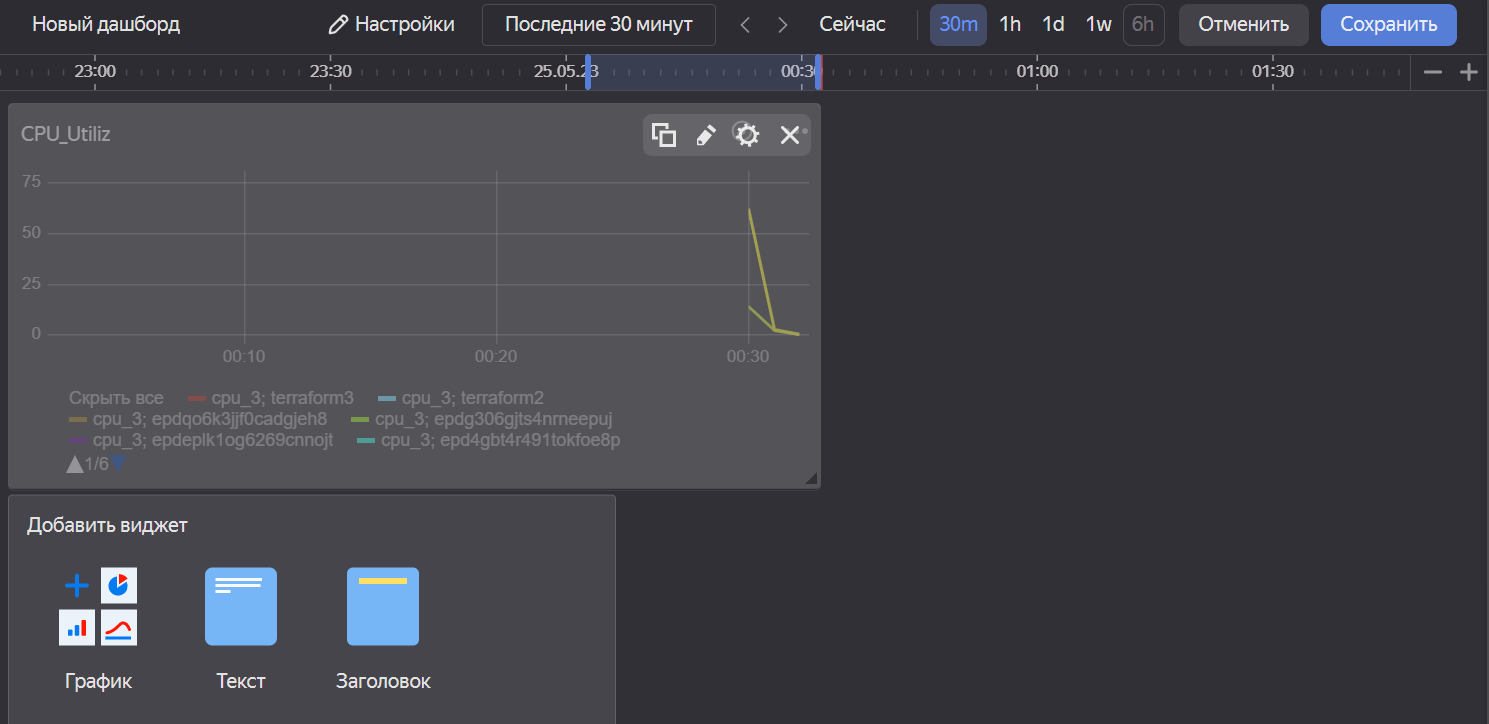 Новый дашборд Настройки Последние 30 минут Сейчас 30m 1h 1d 1w 6h Отменить Сохранить
23:00 23:30 25.05.23 00:30 01:00 01:30
CPU_Utiliz
75
50
25
0
00:10 00:20 00:30
Скрыть все cpu_3; terraform3 cpu_3; terraform2
cpu_3; epdqo6k3jjf0cadgjeh8 cpu_3; epdg306gjts4nrneepuj
cpu_3; epdeplk1og6269cnnojt cpu_3; epd4gbt4r491tokfoe8p
1/6
Добавить виджет
График Текст Заголовок